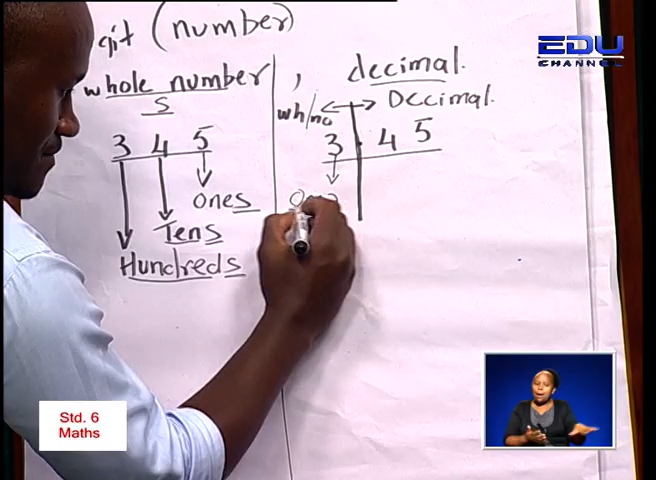 git (number)
whole number , decimal.
s
wh/no Decimal.
3 4 5
3 . 4 5
ones
Tens
Hundreds
EDU
CHANNEL
Std. 6
Maths